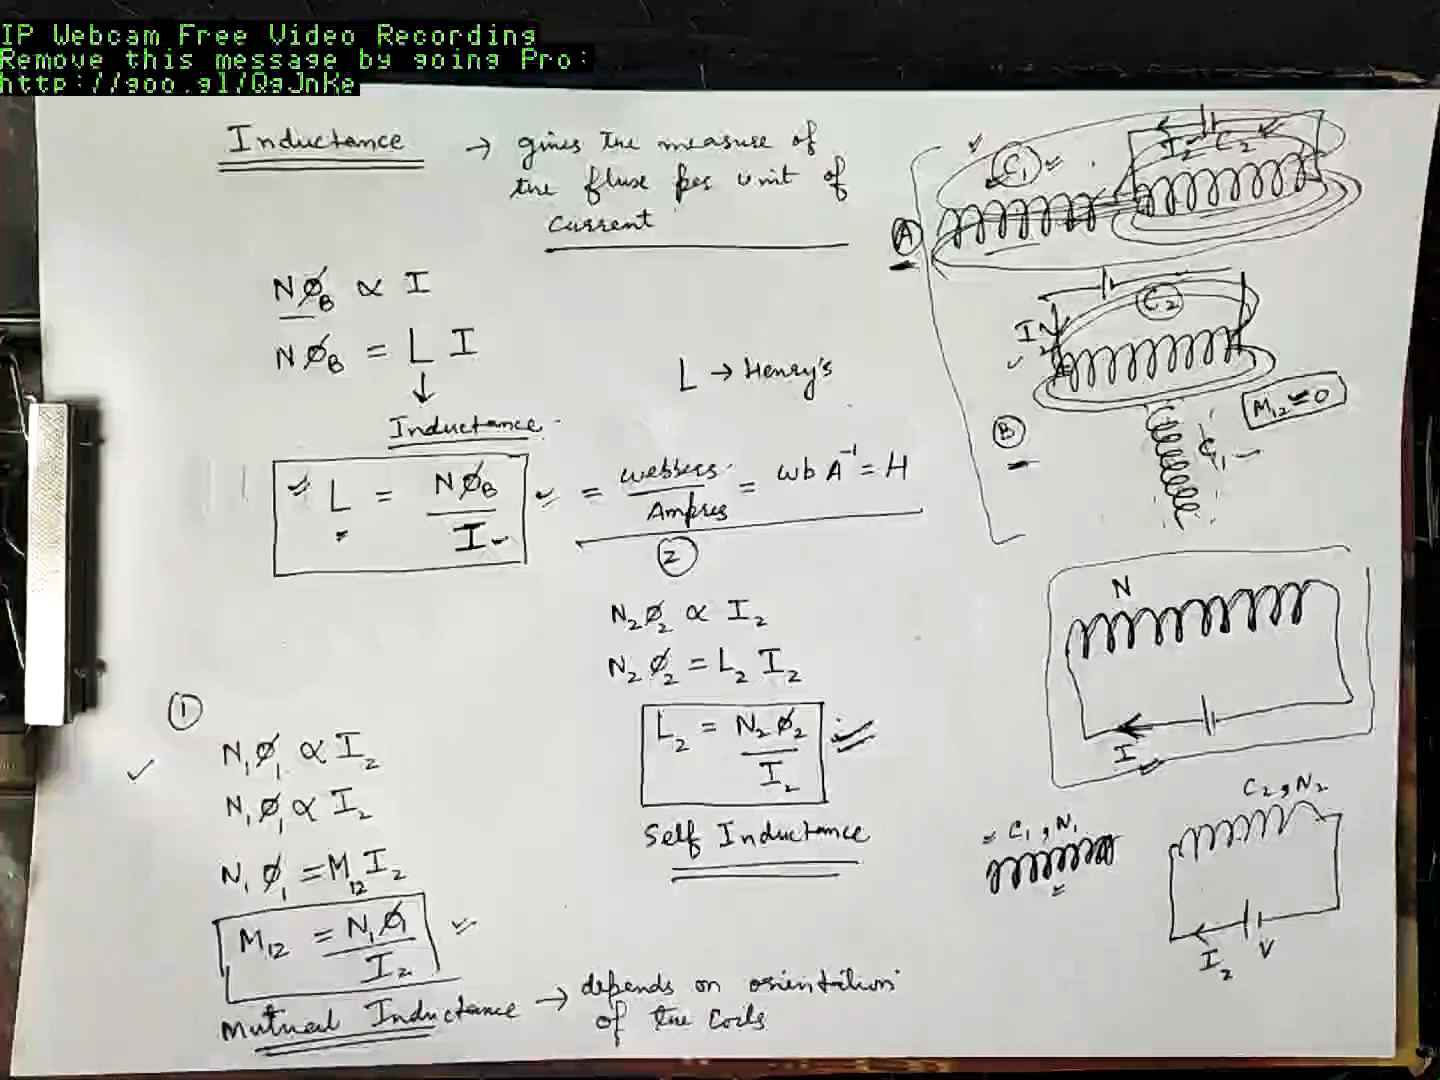 IP Webcam Free Video Recording
Remove this message by going Pro:
http://goo.gl/QgJnKe
Inductance → gives the measure of
the flux per unit of
current
NØB ∝ I
NØB = L I
↓
Inductance
L → Henry's
L = NØB / I = webers / Ampres = wb A⁻¹ = H
②
N₂Ø₂ ∝ I₂
N₂Ø₂ = L₂ I₂
L₂ = N₂Ø₂ / I₂
Self Inductance
①
N₁Ø₁ ∝ I₂
N₁Ø₁ ∝ I₂
N₁Ø₁ = M₁₂ I₂
M₁₂ = N₁Ø₁ / I₂
Mutual Inductance → depends on orientation
of the coils
C₁
I₂ C₂
A
C₂
I₂
M₁₂ ≈ 0
B
C₁
N
I
C₂, N₂
C₁, N₁
I₂ V